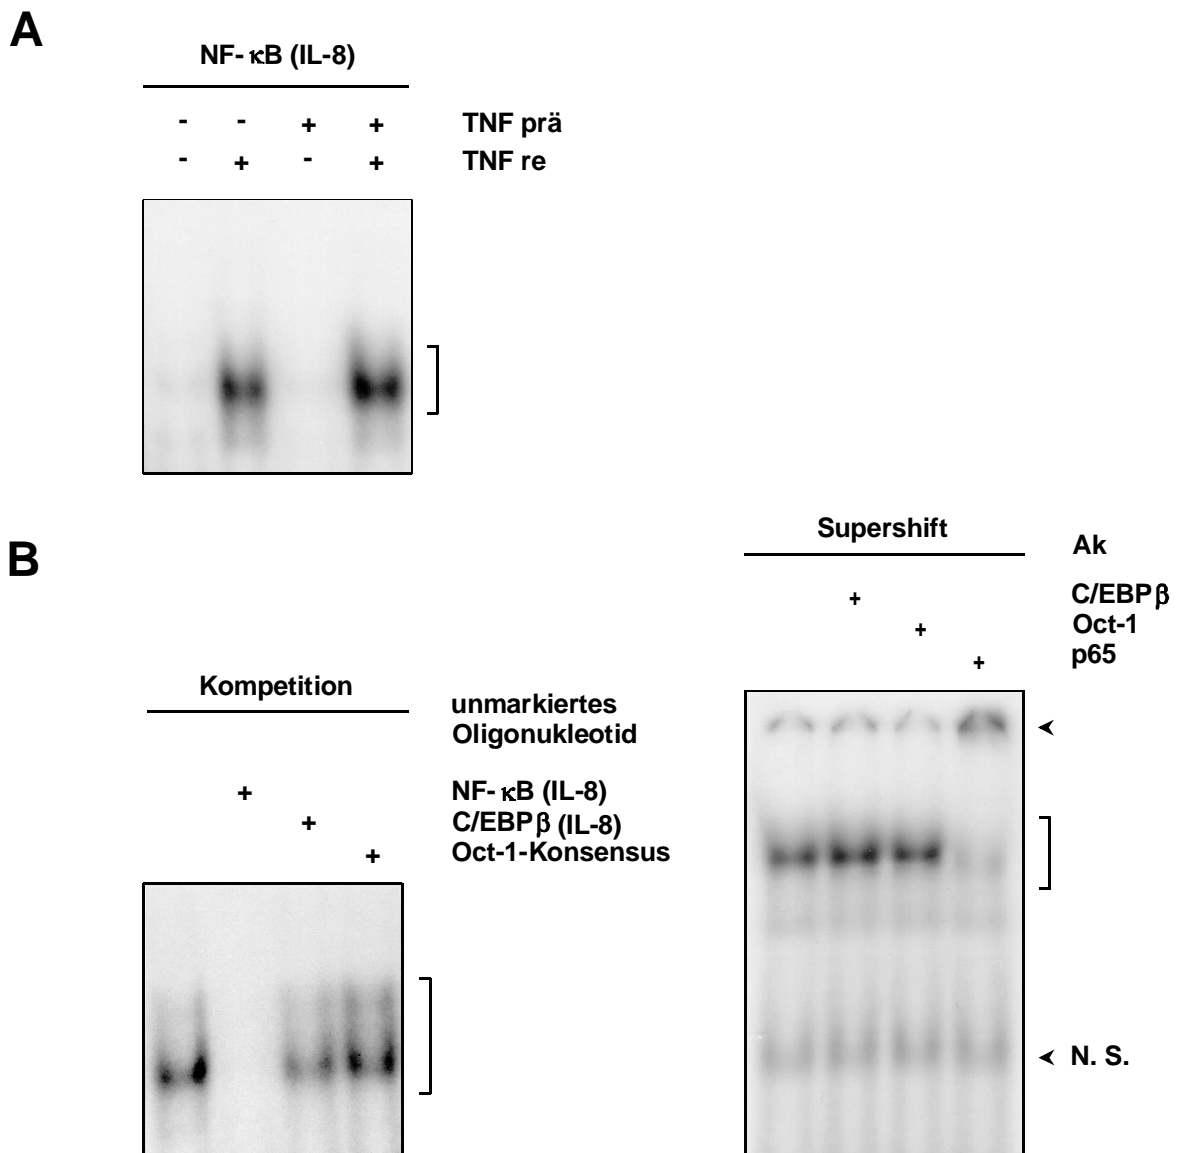 A
NF-κB (IL-8)
- - + + TNF prä
- + - + TNF re
B
Supershift
Ak
+ C/EBPβ
+ Oct-1
+ p65
Kompetition
unmarkiertes
Oligonukleotid
+ NF-κB (IL-8)
+ C/EBPβ (IL-8)
+ Oct-1-Konsensus
N. S.